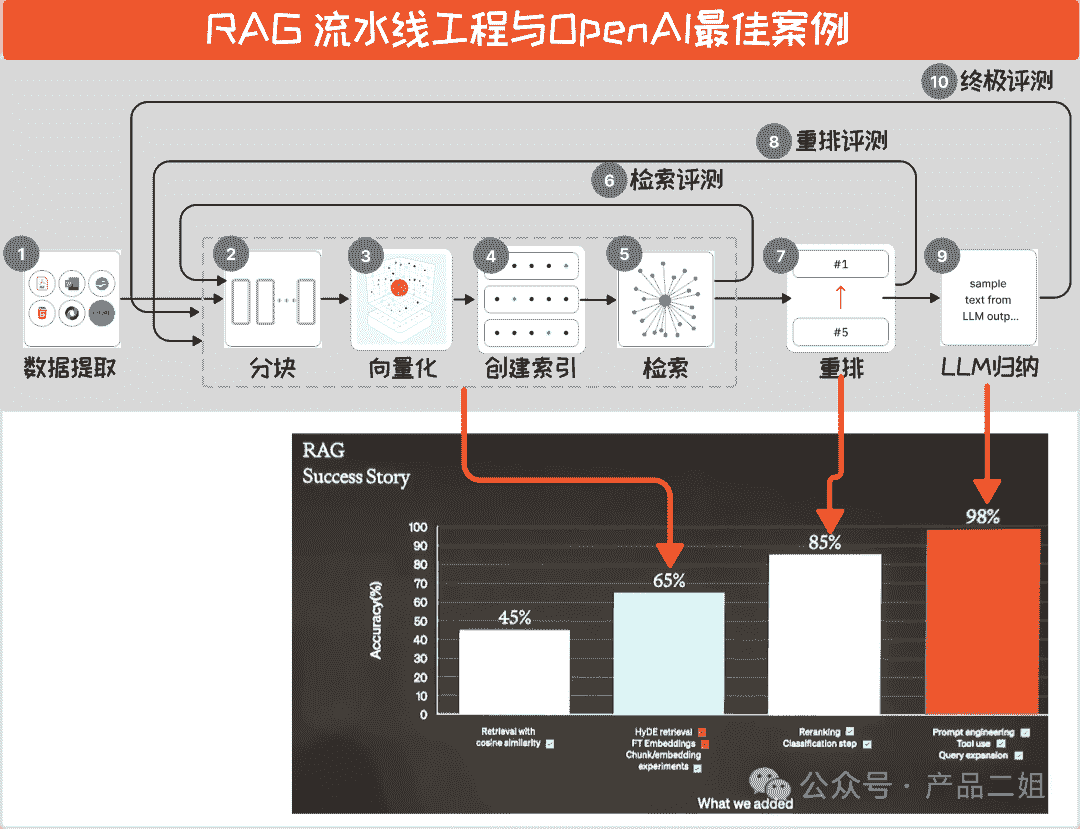 RAG 流水线工程与OpenAI最佳案例
10 终极评测
8 重排评测
6 检索评测
1
2
3
4
5
7
9
#1
#5
sample
text from
LLM outp...
数据提取
分块
向量化
创建索引
检索
重排
LLM归纳
RAG
Success Story
Accuracy(%)
100
90
80
70
60
50
40
30
20
10
0
45%
65%
85%
98%
Retrieval with
cosine similarity
HyDE retrieval
FT Embeddings
Chunk/embedding
experiments
Reranking
Classification step
Prompt engineering
Tool use
Query expansion
What we added
公众号 · 产品二姐